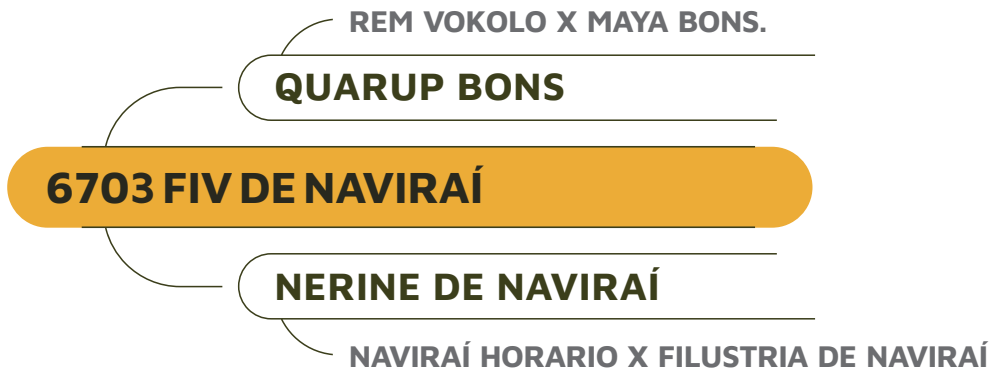 REM VOKOLO X MAYA BONS.
QUARUP BONS
6703 FIV DE NAVIRAÍ
NERINE DE NAVIRAÍ
NAVIRAÍ HORARIO X FILUSTRIA DE NAVIRAÍ